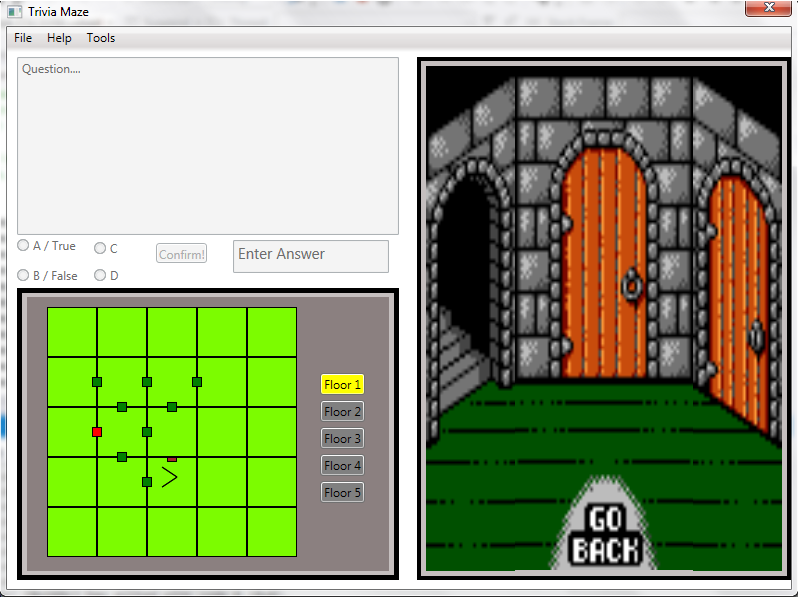 Trivia Maze
File Help Tools
Question....
A / True
C
Confirm!
Enter Answer
B / False
D
Floor 1
Floor 2
Floor 3
Floor 4
Floor 5
GO
BACK